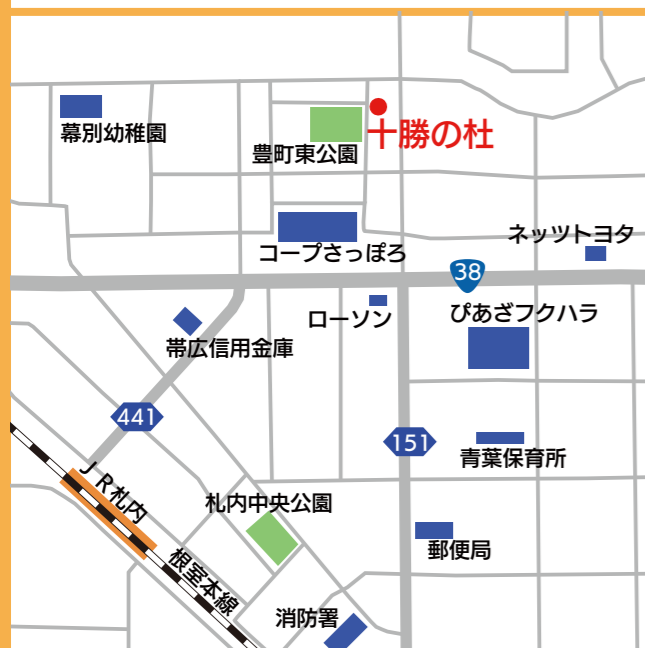 幕別幼稚園
豊町東公園
十勝の杜
コープさっぽろ
ネッツトヨタ
38
ローソン
ぴあざフクハラ
帯広信用金庫
441
151
青葉保育所
JR札内
札内中央公園
郵便局
根室本線
消防署